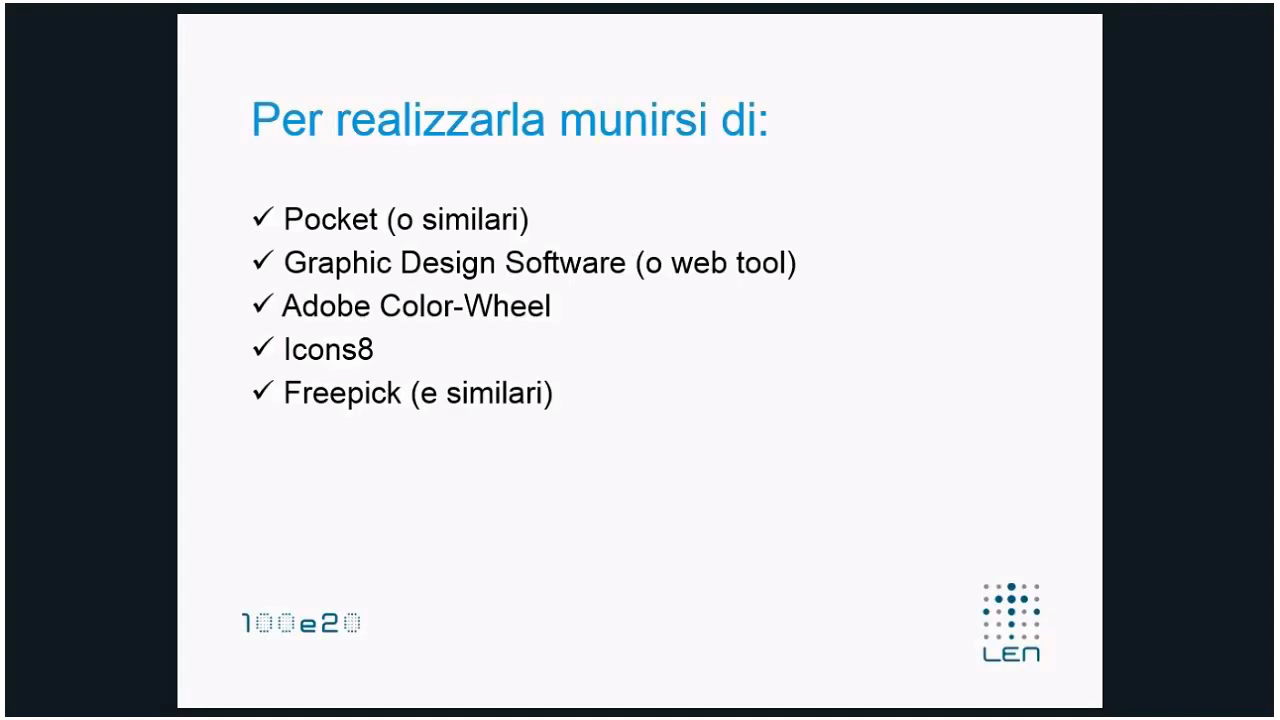 Per realizzarla munirsi di:
✓ Pocket (o similari)
✓ Graphic Design Software (o web tool)
✓ Adobe Color-Wheel
✓ Icons8
✓ Freepick (e similari)
100e20
LEN